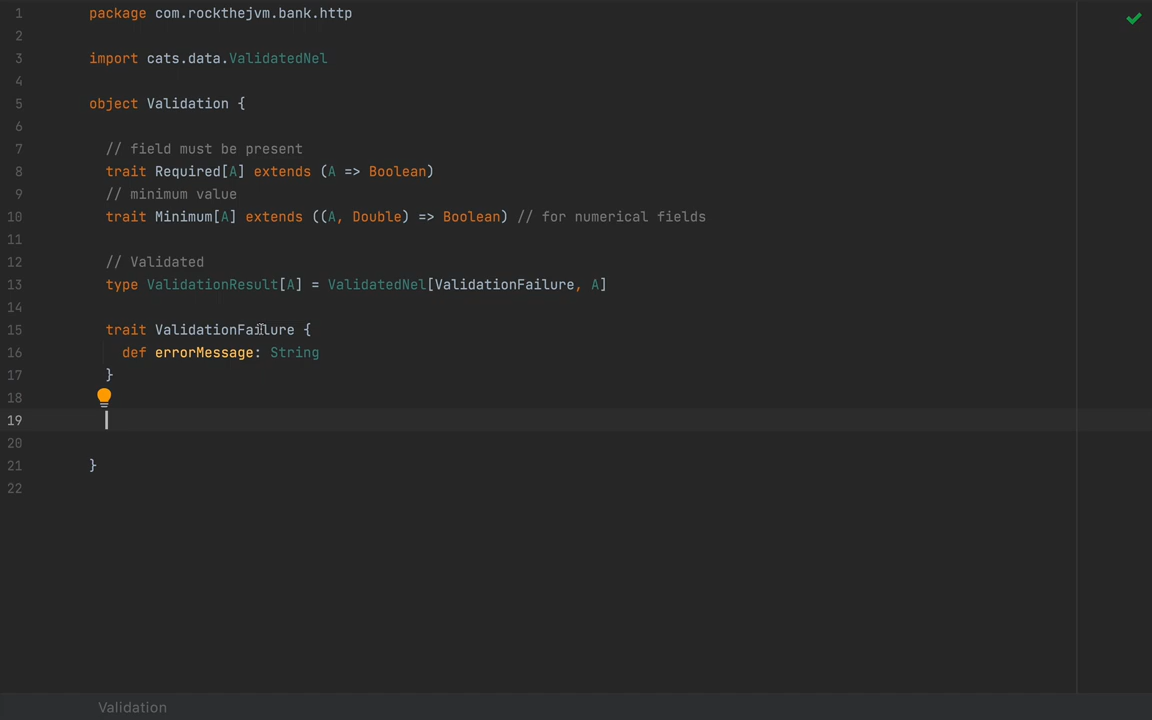 1 package com.rockthejvm.bank.http
2
3 import cats.data.ValidatedNel
4
5 object Validation {
6
7 // field must be present
8 trait Required[A] extends (A => Boolean)
9 // minimum value
10 trait Minimum[A] extends ((A, Double) => Boolean) // for numerical fields
11
12 // Validated
13 type ValidationResult[A] = ValidatedNel[ValidationFailure, A]
14
15 trait ValidationFailure {
16 def errorMessage: String
17 }
18
19
20
21 }
22
Validation